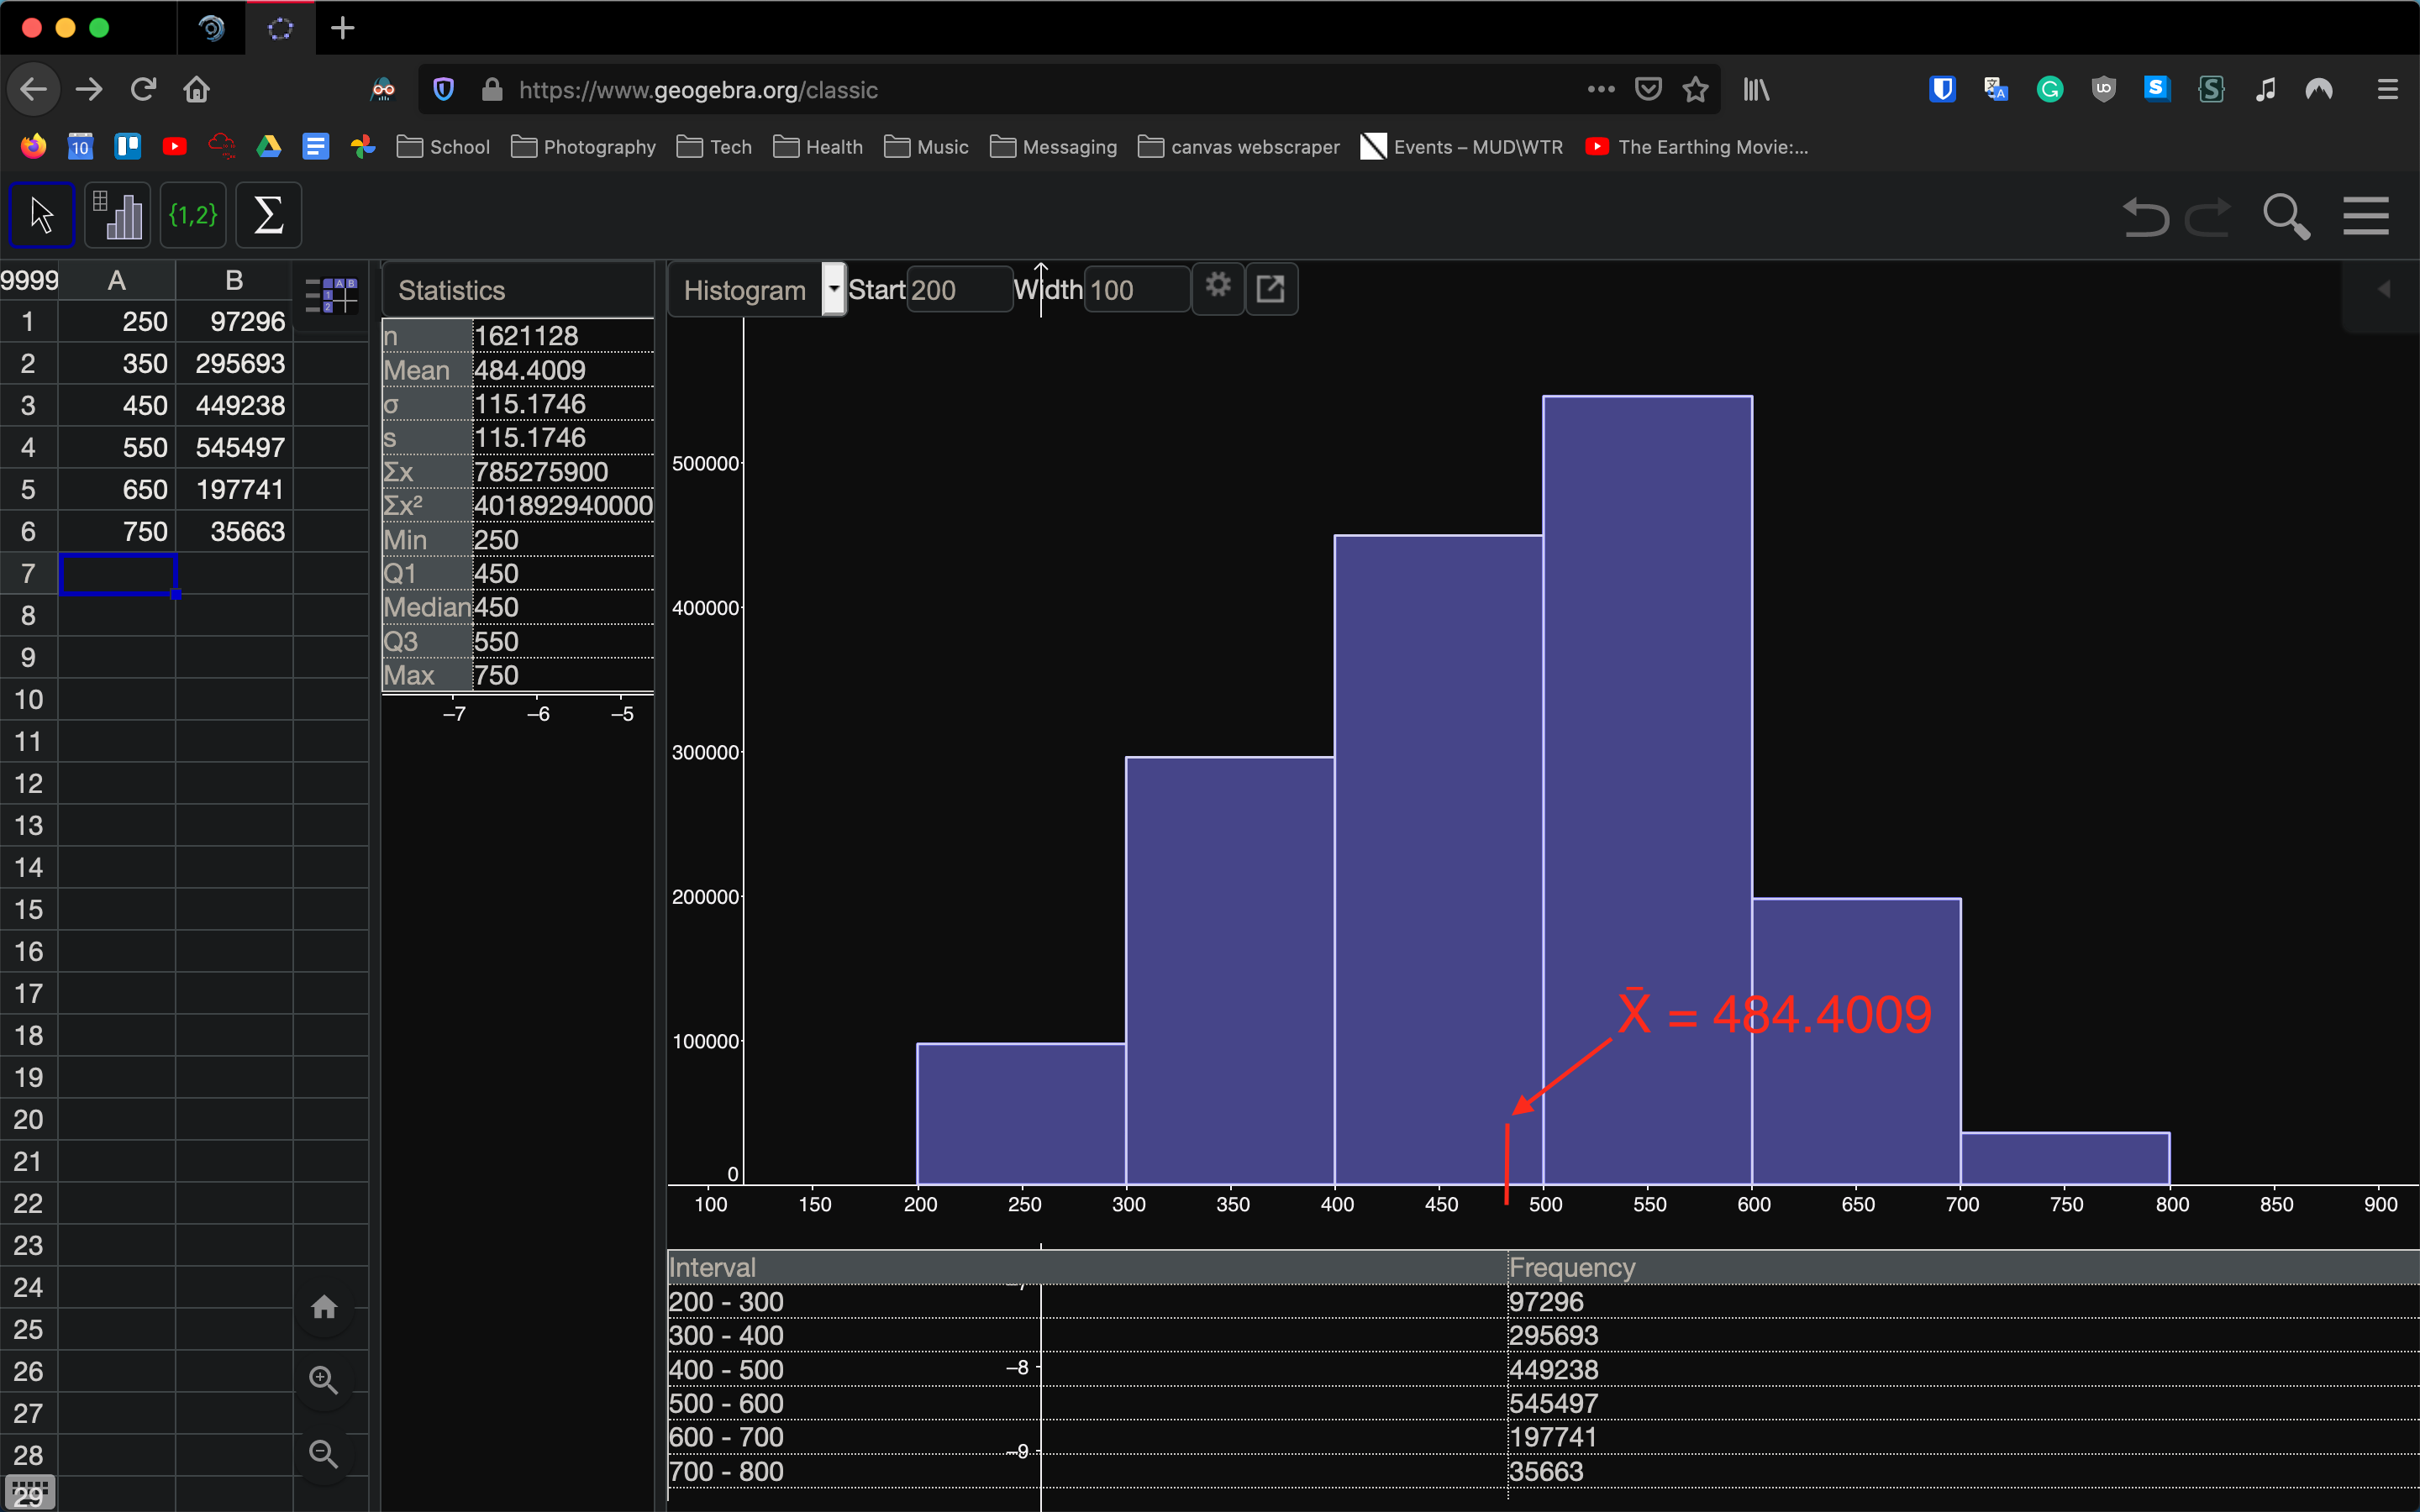 https://www.geogebra.org/classic
10 School Photography Tech Health Music Messaging canvas webscraper Events – MUD\WTR The Earthing Movie:...
{1,2} Σ
9999 A B
1 250 97296
2 350 295693
3 450 449238
4 550 545497
5 650 197741
6 750 35663
7
8
9
10
11
12
13
14
15
16
17
18
19
20
21
22
23
24
25
26
27
28
29
Statistics
n 1621128
Mean 484.4009
σ 115.1746
s 115.1746
Σx 785275900
Σx² 401892940000
Min 250
Q1 450
Median 450
Q3 550
Max 750
–7 –6 –5
Histogram Start 200 Width 100
500000
400000
300000
200000
100000
0
X̄ = 484.4009
100 150 200 250 300 350 400 450 500 550 600 650 700 750 800 850 900
Interval Frequency
200 - 300 97296
300 - 400 295693
400 - 500 449238
500 - 600 545497
600 - 700 197741
700 - 800 35663
–8
–9